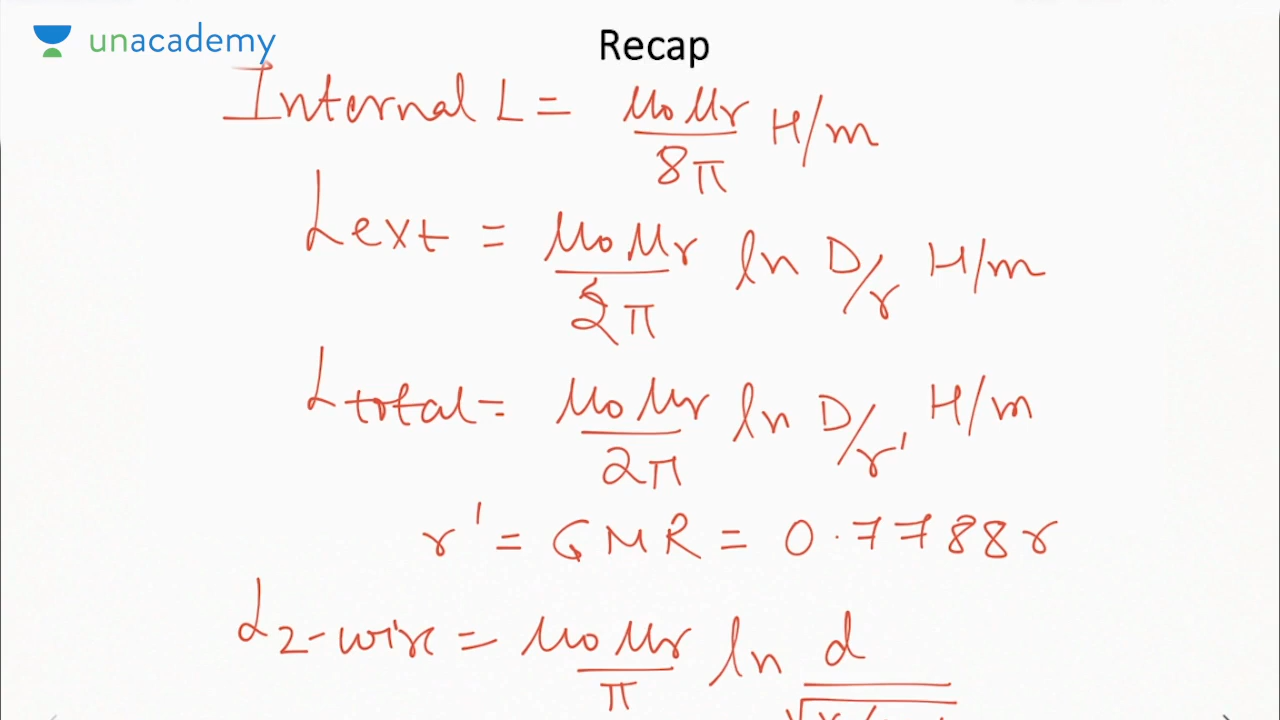 unacademy
Recap
Internal L = μ₀μr/8π H/m
Lext = μ₀μr/2π ln D/r H/m
Ltotal = μ₀μr/2π ln D/r' H/m
r' = GMR = 0.7788r
L2-wire = μ₀μr/π ln d/√